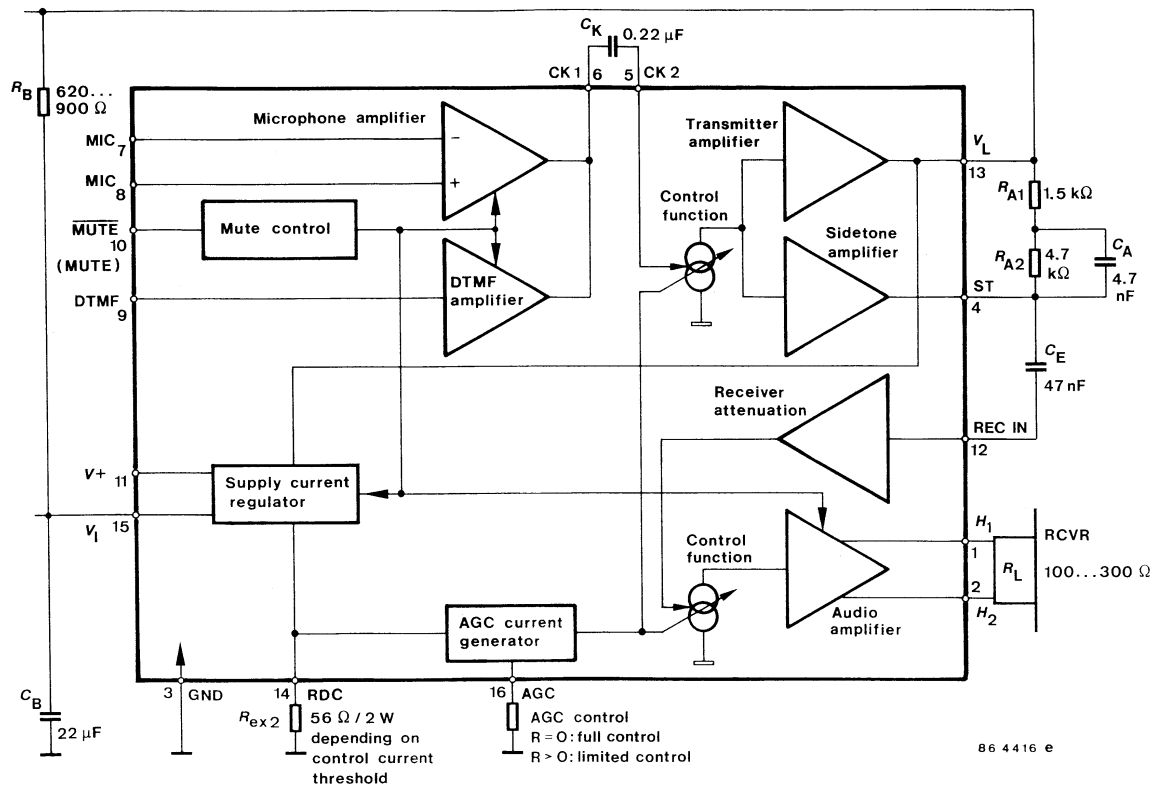 C_K 0.22 µF
CK 1 6 5 CK 2
R_B 620...
900 Ω
Microphone amplifier
MIC
7
MIC
8
−
+
Transmitter
amplifier
V_L
13
R_A1 1.5 kΩ
MUTE
10
(MUTE)
Mute control
Control
function
Sidetone
amplifier
R_A2 4.7
kΩ
C_A
4.7
nF
DTMF
9
DTMF
amplifier
ST
4
C_E
47 nF
Receiver
attenuation
REC IN
12
V+
11
Supply current
regulator
V_I
15
Control
function
H_1
1
RCVR
R_L
100...300 Ω
2
H_2
Audio
amplifier
AGC current
generator
3 GND
14 RDC
16 AGC
C_B
22 µF
R_ex2 56 Ω / 2 W
depending on
control current
threshold
AGC control
R = O: full control
R > O: limited control
86 4416 e